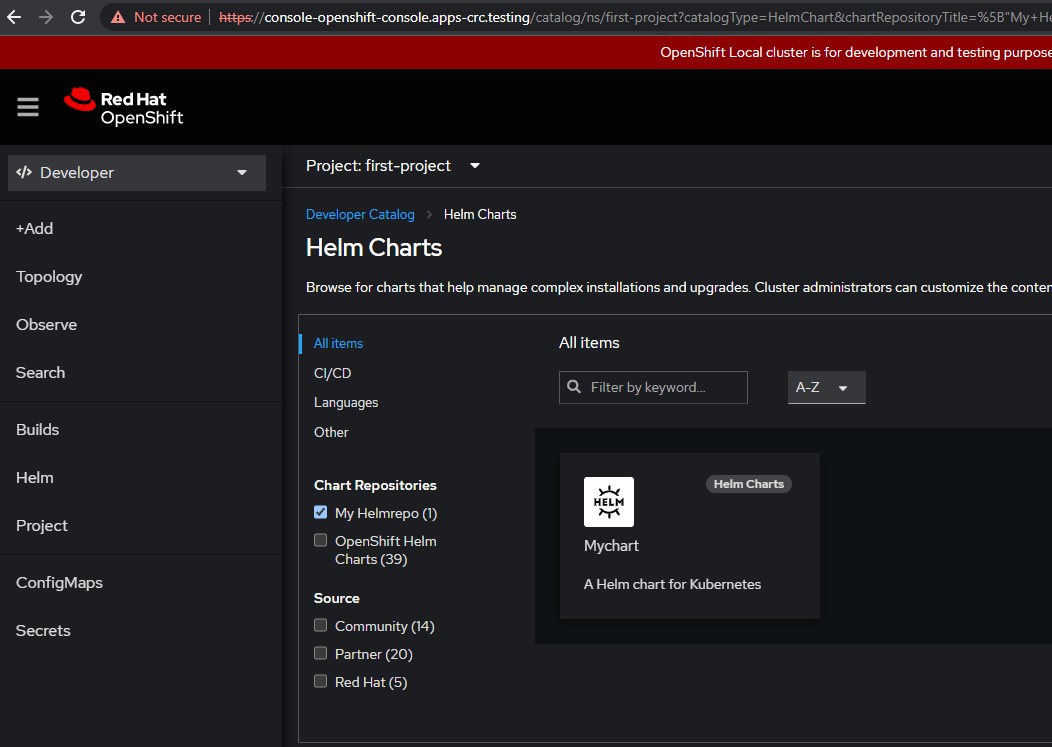 Not secure https://console-openshift-console.apps-crc.testing/catalog/ns/first-project?catalogType=HelmChart&chartRepositoryTitle=%5B"My+He
OpenShift Local cluster is for development and testing purpose
Red Hat
OpenShift
Developer
+Add
Topology
Observe
Search
Builds
Helm
Project
ConfigMaps
Secrets
Project: first-project
Developer Catalog > Helm Charts
Helm Charts
Browse for charts that help manage complex installations and upgrades. Cluster administrators can customize the conten
All items
CI/CD
Languages
Other
Chart Repositories
My Helmrepo (1)
OpenShift Helm
Charts (39)
Source
Community (14)
Partner (20)
Red Hat (5)
All items
Filter by keyword...
A-Z
HELM
Helm Charts
Mychart
A Helm chart for Kubernetes